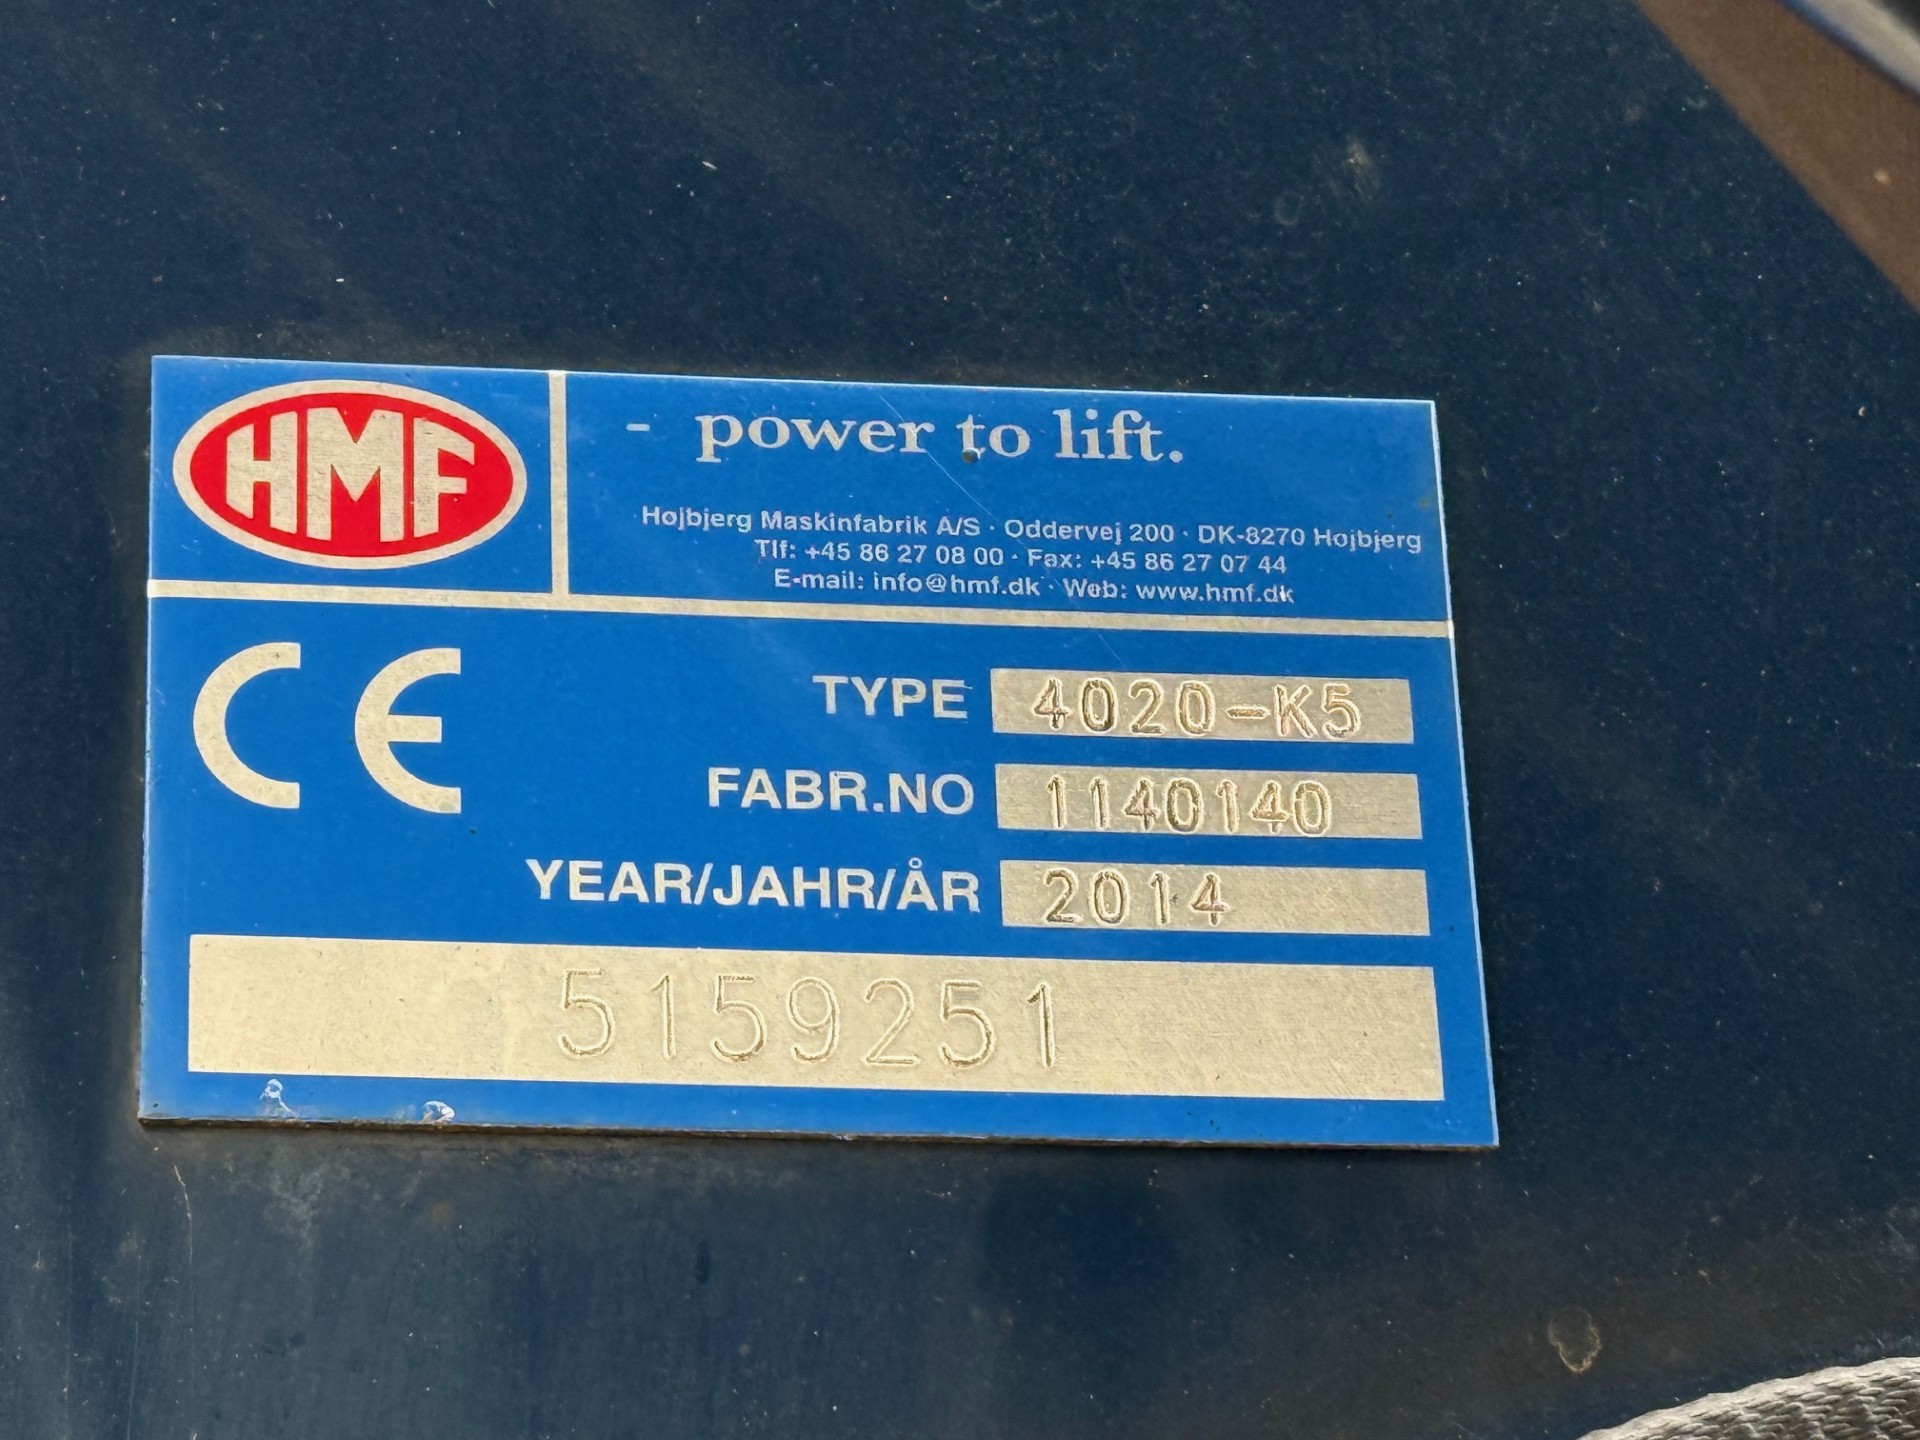 HMF
- power to lift.
Højbjerg Maskinfabrik A/S · Oddervej 200 · DK-8270 Højbjerg
Tlf: +45 86 27 08 00 · Fax: +45 86 27 07 44
E-mail: info@hmf.dk · Web: www.hmf.dk
CE
TYPE 4020-K5
FABR.NO 1140140
YEAR/JAHR/ÅR 2014
5159251